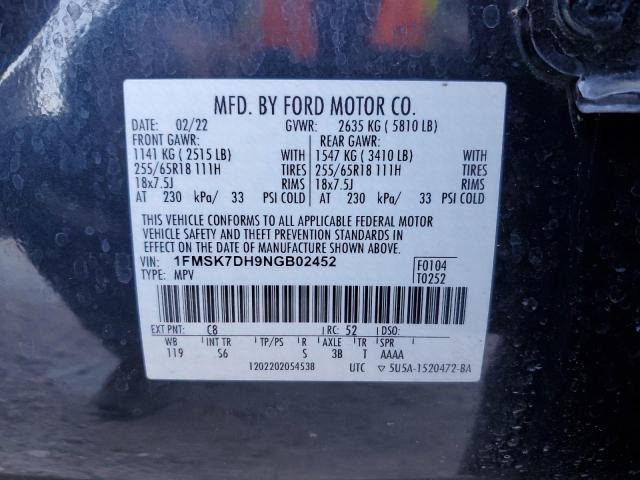 MFD. BY FORD MOTOR CO.
DATE: 02/22 GVWR: 2635 KG ( 5810 LB)
FRONT GAWR: REAR GAWR:
1141 KG ( 2515 LB) WITH 1547 KG ( 3410 LB) WITH
255/65R18 111H TIRES 255/65R18 111H TIRES
18x7.5J RIMS 18x7.5J RIMS
AT 230 kPa/ 33 PSI COLD AT 230 kPa/ 33 PSI COLD
THIS VEHICLE CONFORMS TO ALL APPLICABLE FEDERAL MOTOR
VEHICLE SAFETY AND THEFT PREVENTION STANDARDS IN
EFFECT ON THE DATE OF MANUFACTURE SHOWN ABOVE.
VIN: 1FMSK7DH9NGB02452 F0104
TYPE: MPV T0252
EXT PNT: C8 RC: 52 DSO:
WB INT TR TP/PS R AXLE TR SPR
119 S6 S 3B T AAAA
1202202054538 UTC ▽ 5U5A-1520472-BA